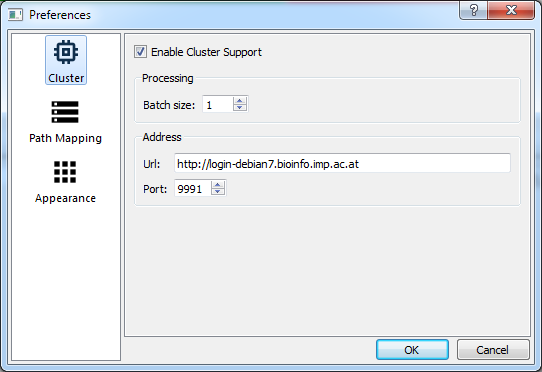 Preferences
?
Cluster
Path Mapping
Appearance
Enable Cluster Support
Processing
Batch size: 1
Address
Url: http://login-debian7.bioinfo.imp.ac.at
Port: 9991
OK Cancel